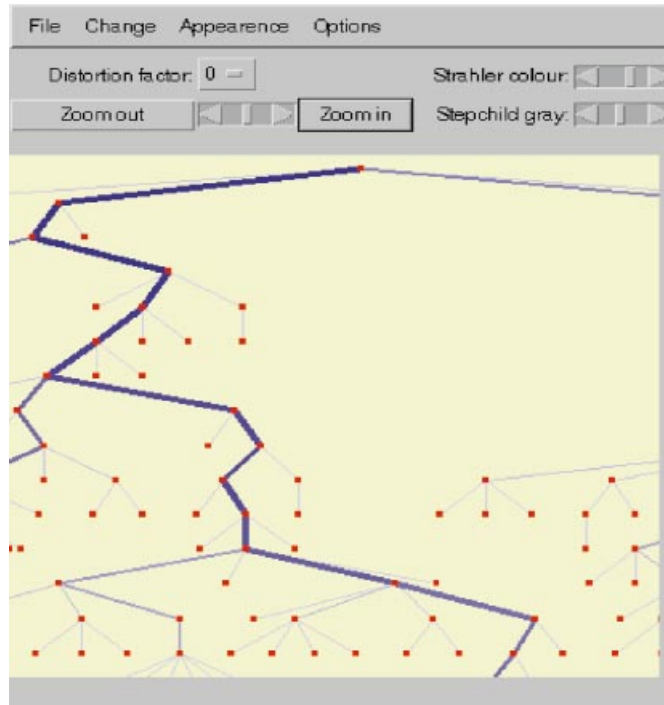 File Change Appearence Options
Distortion factor: 0 Strahler colour:
Zoom out Zoom in Stepchild gray: